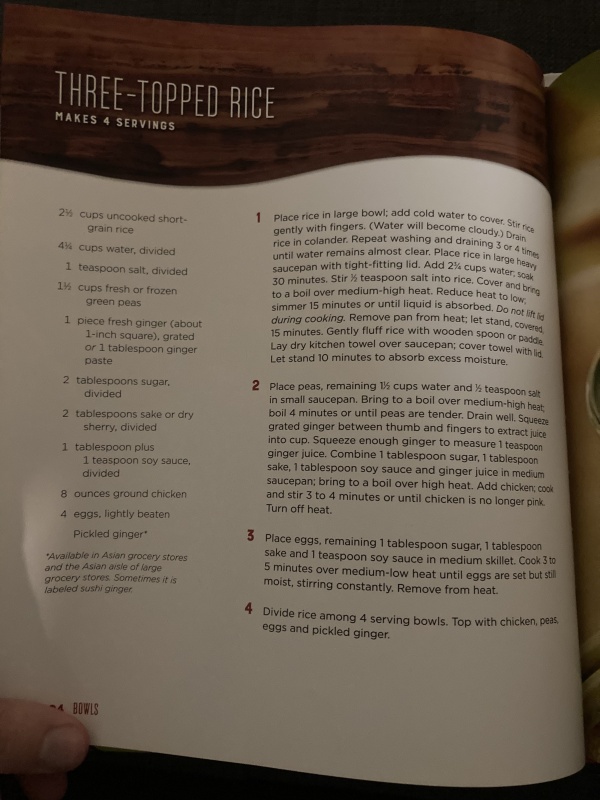 THREE-TOPPED RICE
MAKES 4 SERVINGS
2½ cups uncooked short-
grain rice
4¾ cups water, divided
1 teaspoon salt, divided
1½ cups fresh or frozen
green peas
1 piece fresh ginger (about
1-inch square), grated
or 1 tablespoon ginger
paste
2 tablespoons sugar,
divided
2 tablespoons sake or dry
sherry, divided
1 tablespoon plus
1 teaspoon soy sauce,
divided
8 ounces ground chicken
4 eggs, lightly beaten
Pickled ginger*
*Available in Asian grocery stores
and the Asian aisle of large
grocery stores. Sometimes it is
labeled sushi ginger.
1 Place rice in large bowl; add cold water to cover. Stir rice
gently with fingers. (Water will become cloudy.) Drain
rice in colander. Repeat washing and draining 3 or 4 times
until water remains almost clear. Place rice in large heavy
saucepan with tight-fitting lid. Add 2¾ cups water; soak
30 minutes. Stir ½ teaspoon salt into rice. Cover and bring
to a boil over medium-high heat. Reduce heat to low;
simmer 15 minutes or until liquid is absorbed. Do not lift lid
during cooking. Remove pan from heat; let stand, covered,
15 minutes. Gently fluff rice with wooden spoon or paddle.
Lay dry kitchen towel over saucepan; cover towel with lid.
Let stand 10 minutes to absorb excess moisture.
2 Place peas, remaining 1½ cups water and ½ teaspoon salt
in small saucepan. Bring to a boil over medium-high heat;
boil 4 minutes or until peas are tender. Drain well. Squeeze
grated ginger between thumb and fingers to extract juice
into cup. Squeeze enough ginger to measure 1 teaspoon
ginger juice. Combine 1 tablespoon sugar, 1 tablespoon
sake, 1 tablespoon soy sauce and ginger juice in medium
saucepan; bring to a boil over high heat. Add chicken; cook
and stir 3 to 4 minutes or until chicken is no longer pink.
Turn off heat.
3 Place eggs, remaining 1 tablespoon sugar, 1 tablespoon
sake and 1 teaspoon soy sauce in medium skillet. Cook 3 to
5 minutes over medium-low heat until eggs are set but still
moist, stirring constantly. Remove from heat.
4 Divide rice among 4 serving bowls. Top with chicken, peas,
eggs and pickled ginger.
BOWLS